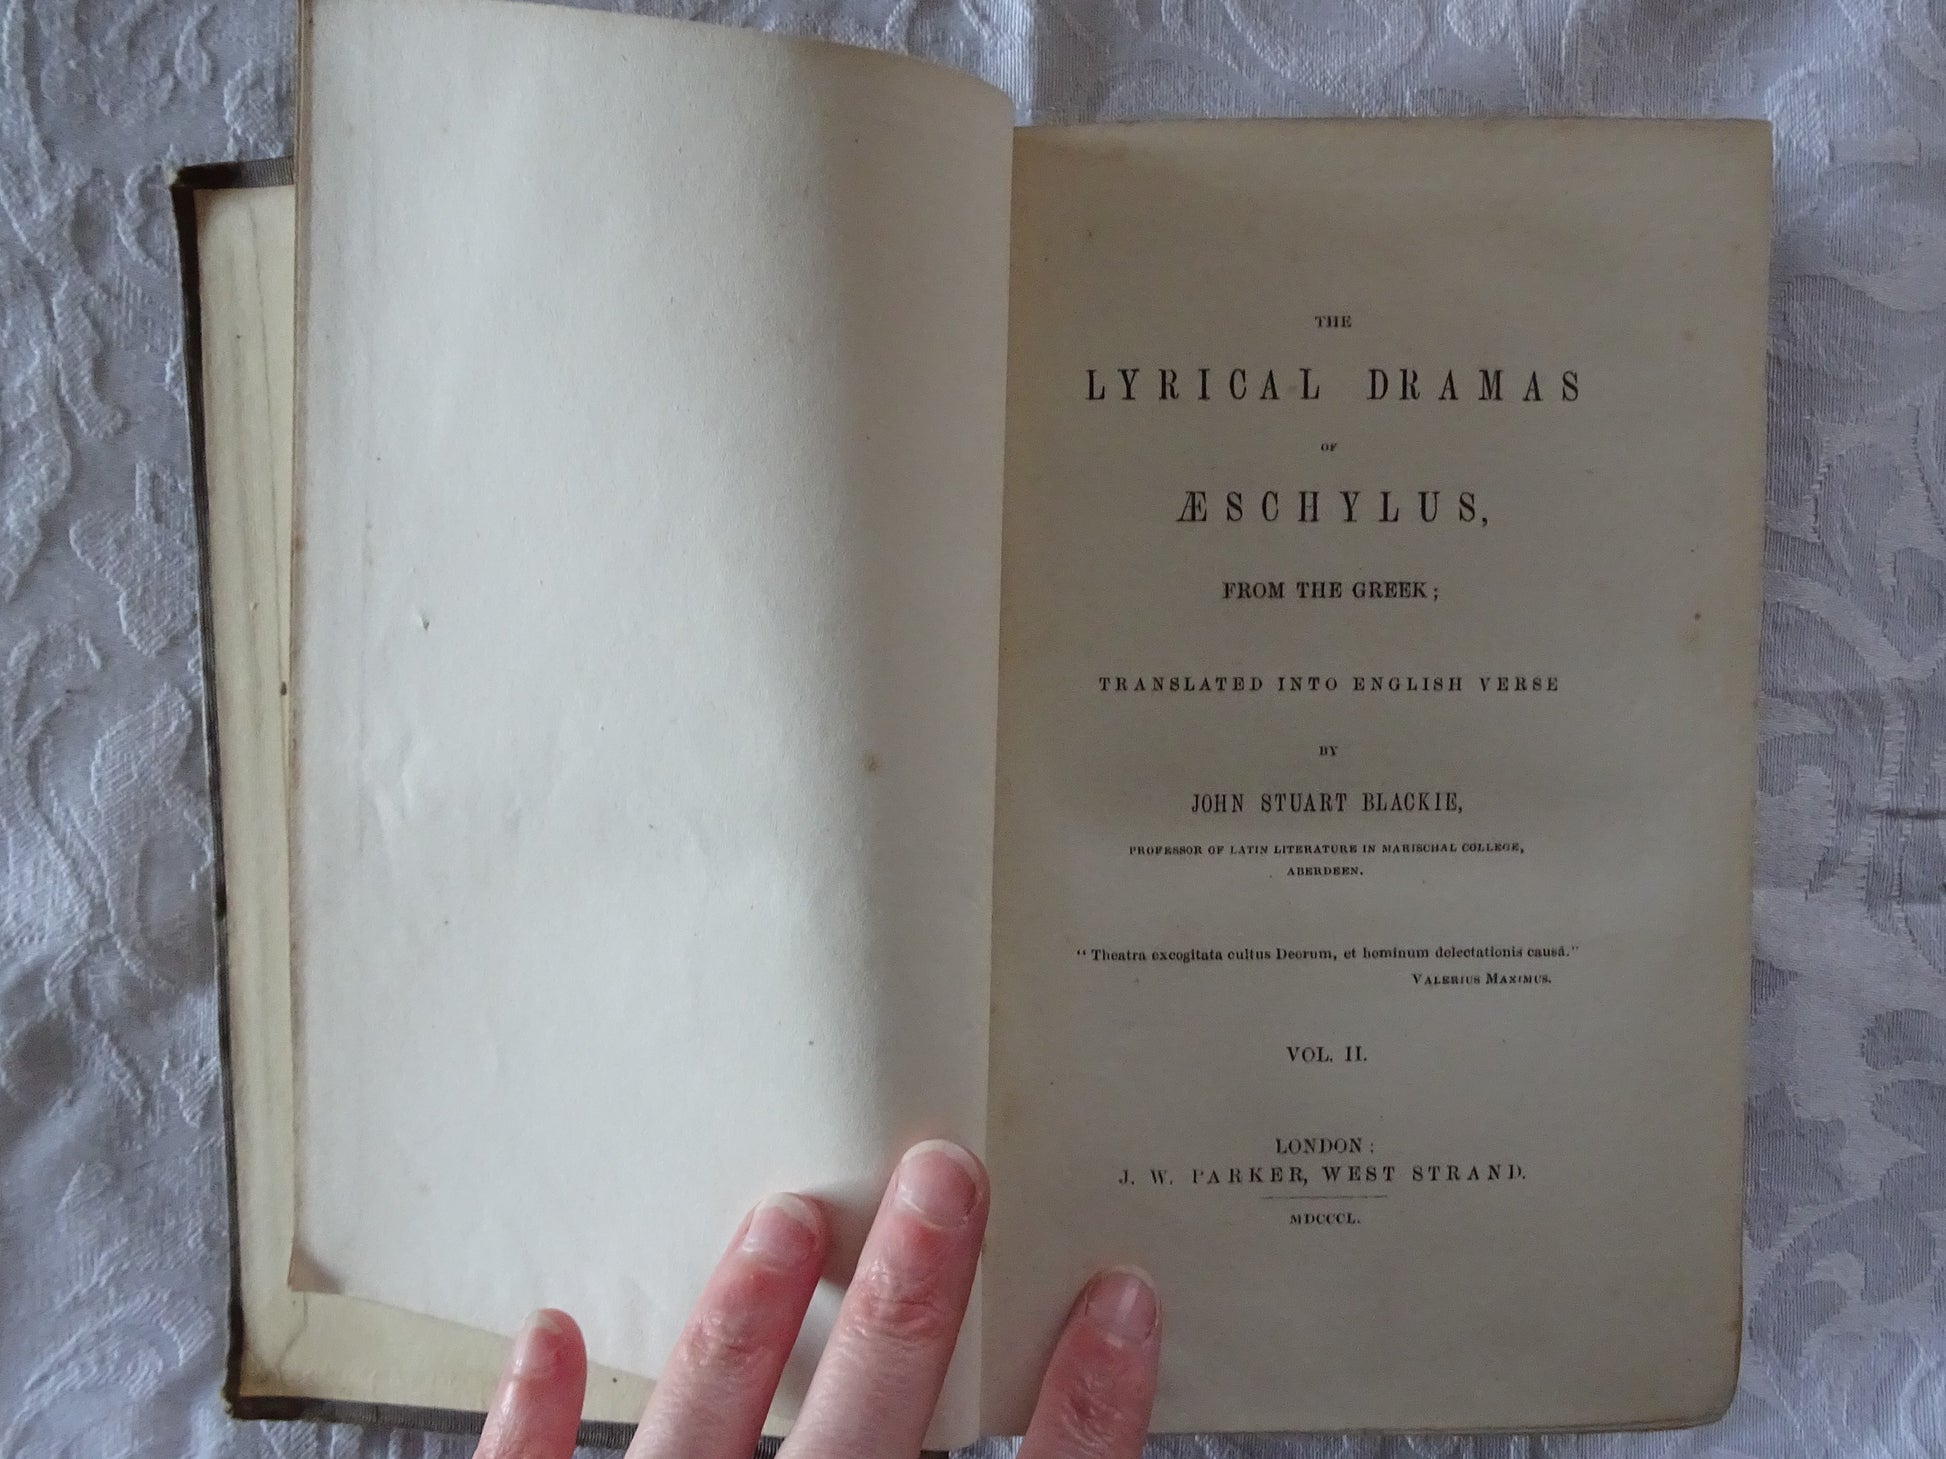 THE
LYRICAL DRAMAS
OF
ÆSCHYLUS,
FROM THE GREEK;
TRANSLATED INTO ENGLISH VERSE
BY
JOHN STUART BLACKIE,
PROFESSOR OF LATIN LITERATURE IN MARISCHAL COLLEGE,
ABERDEEN.
“Theatra excogitata cultus Deorum, et hominum delectationis causâ.”
VALERIUS MAXIMUS.
VOL. II.
LONDON:
J. W. PARKER, WEST STRAND.
MDCCCL.